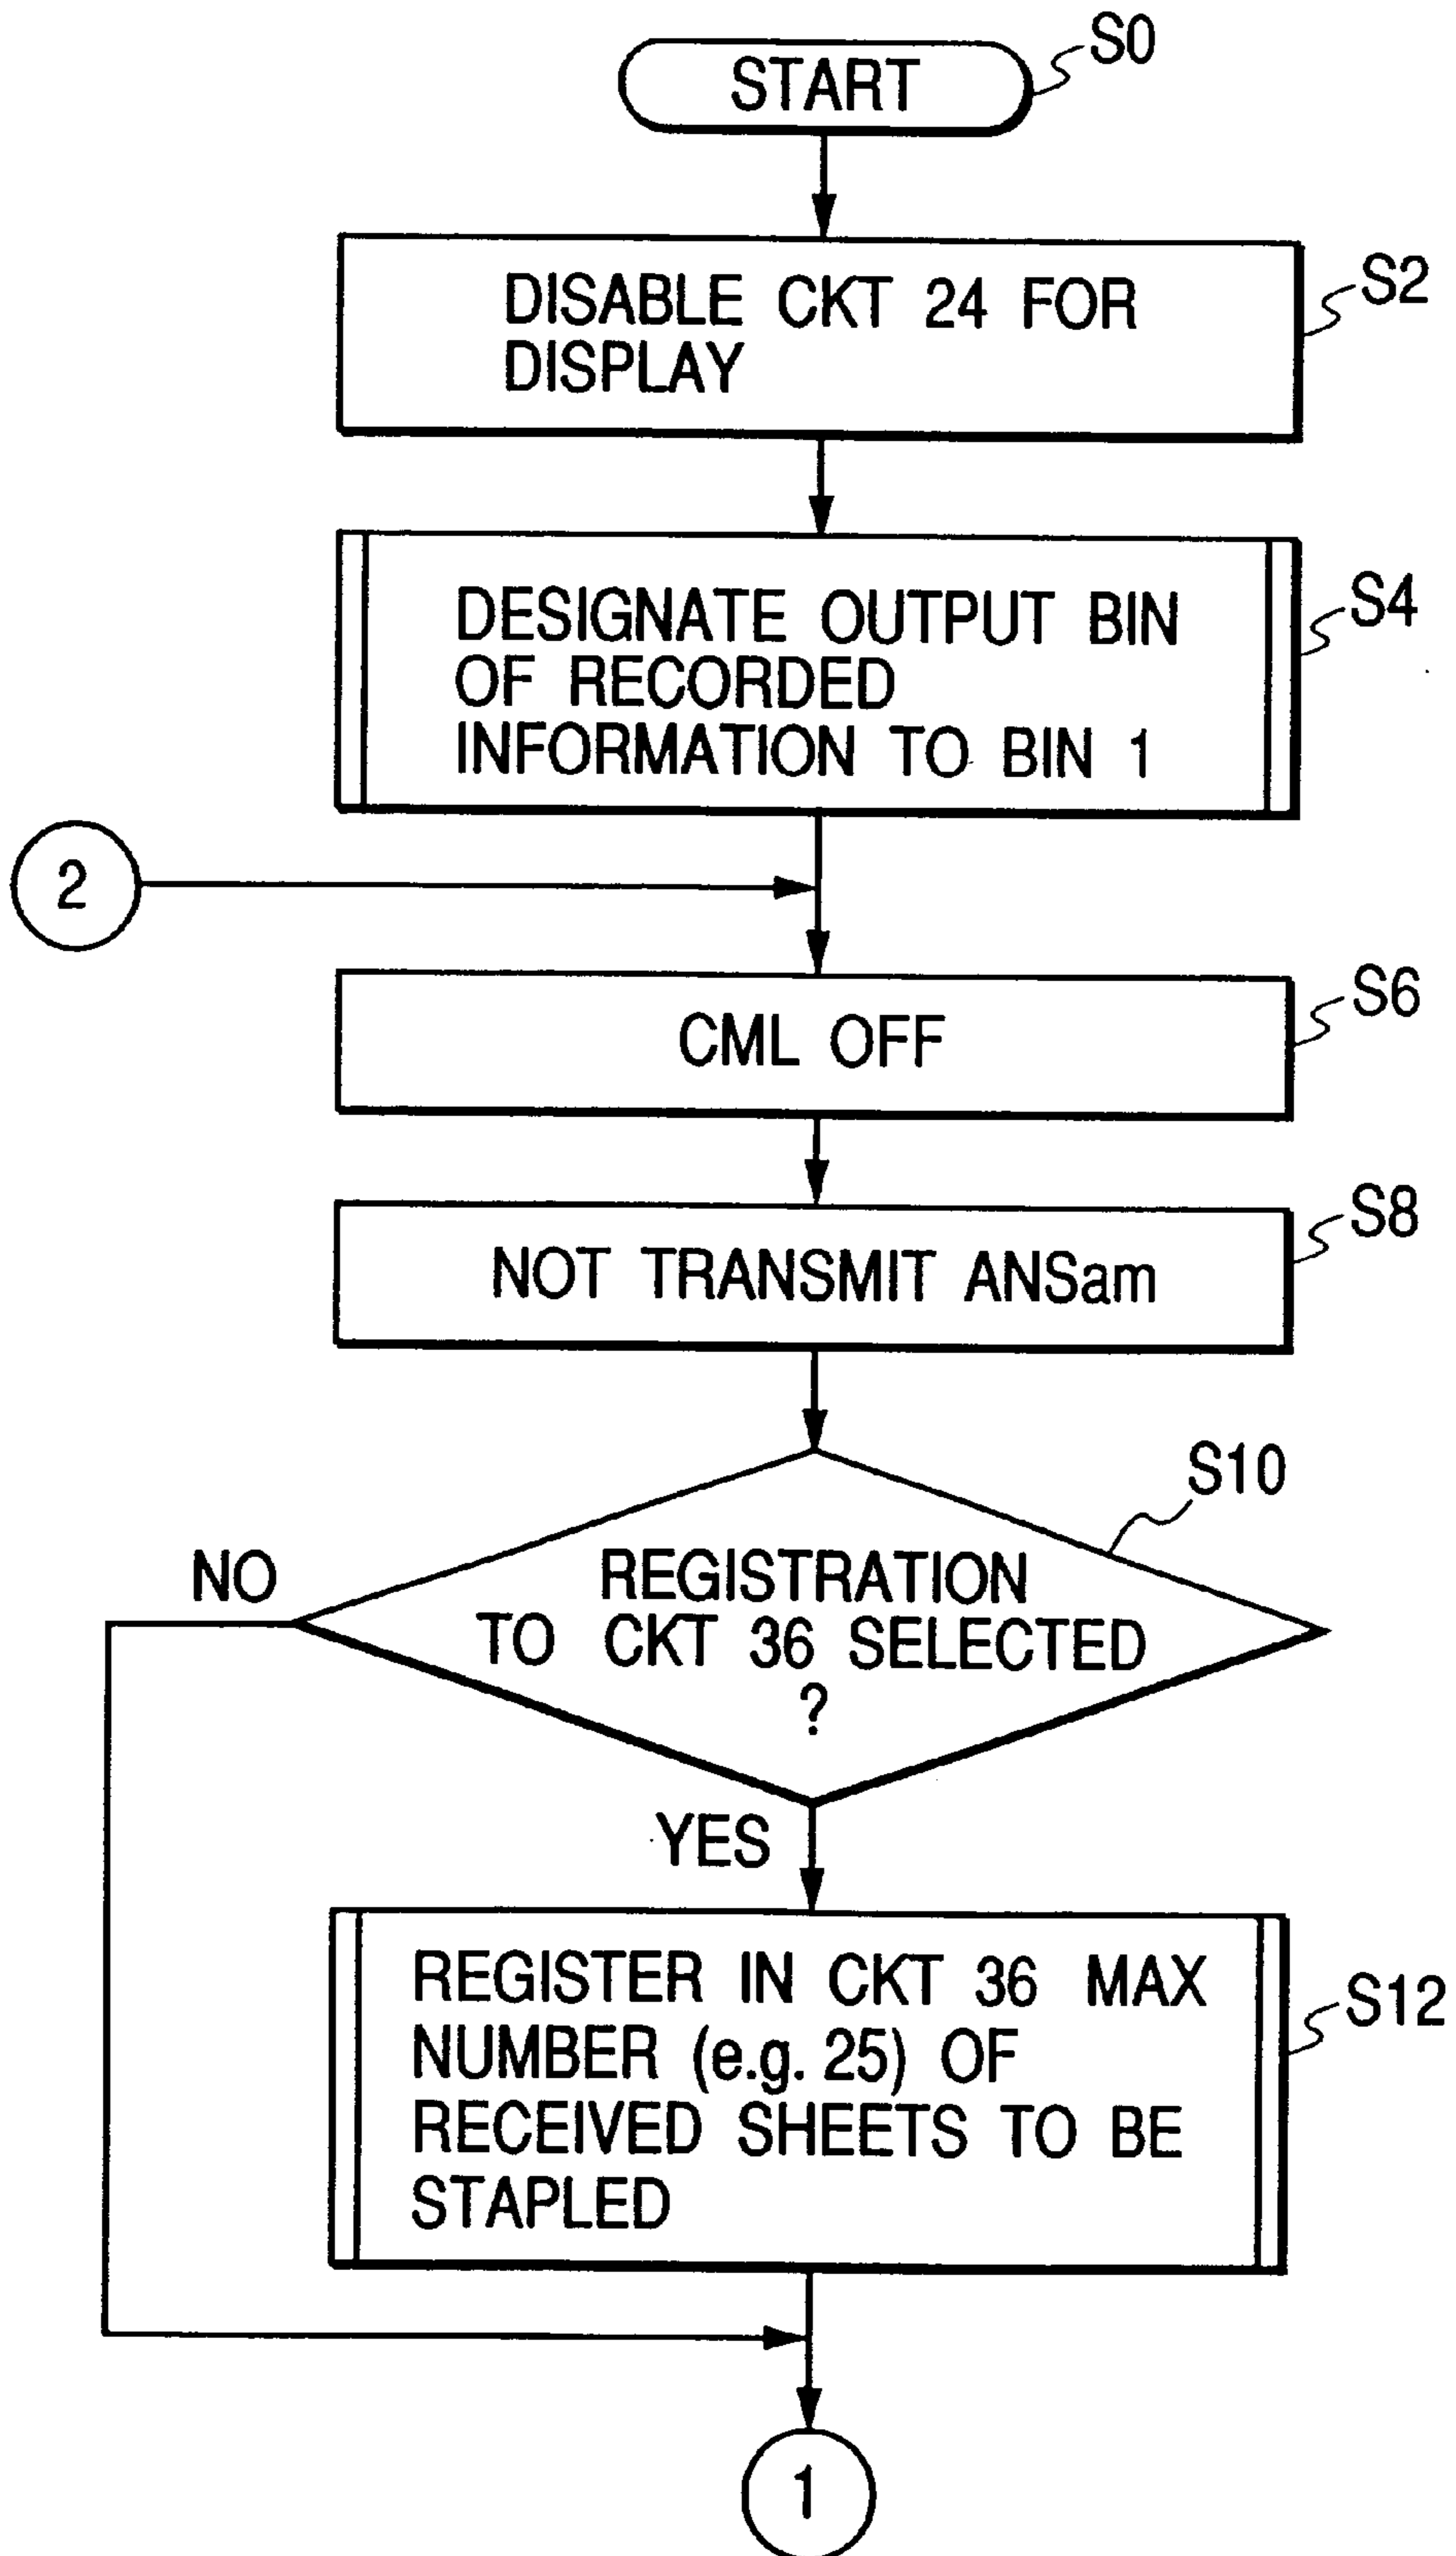 START
S0
DISABLE CKT 24 FOR
DISPLAY
S2
DESIGNATE OUTPUT BIN
OF RECORDED
INFORMATION TO BIN 1
S4
2
CML OFF
S6
NOT TRANSMIT ANSam
S8
S10
NO
REGISTRATION
TO CKT 36 SELECTED
?
YES
REGISTER IN CKT 36 MAX
NUMBER (e.g. 25) OF
RECEIVED SHEETS TO BE
STAPLED
S12
1